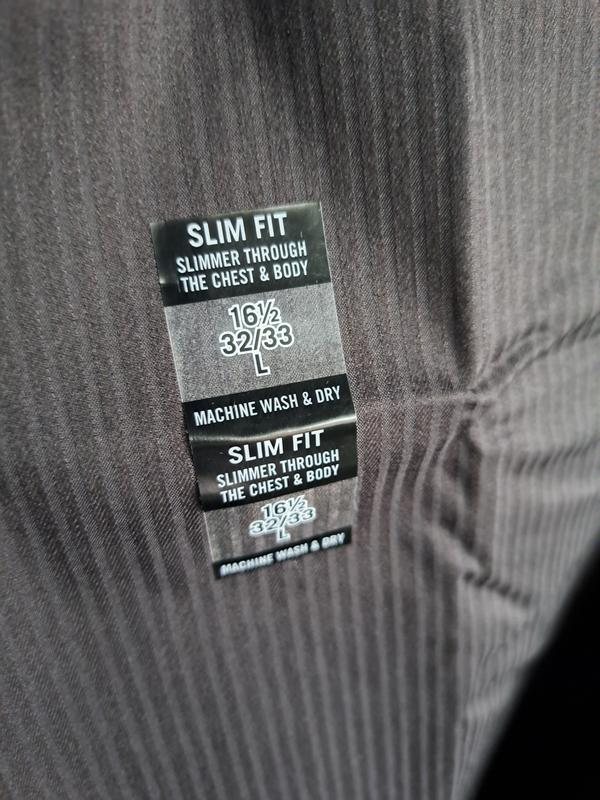 SLIM FIT
SLIMMER THROUGH
THE CHEST & BODY
16½
32/33
L
MACHINE WASH & DRY
SLIM FIT
SLIMMER THROUGH
THE CHEST & BODY
16½
32/33
L
MACHINE WASH & DRY